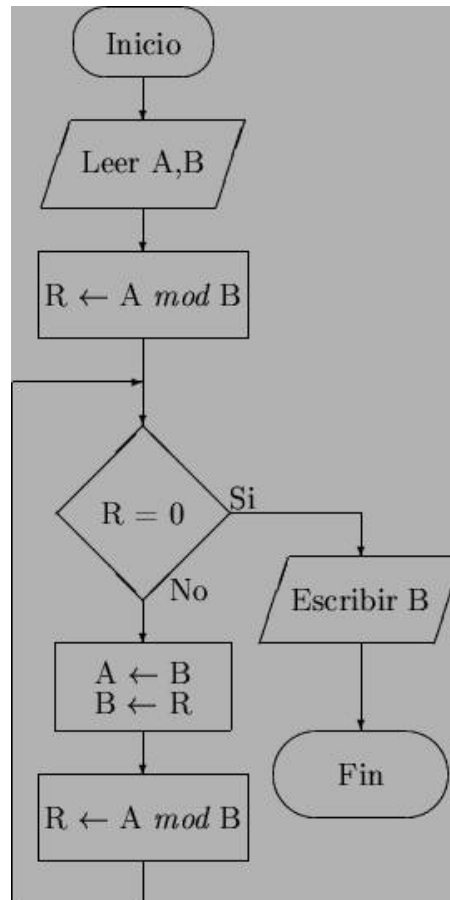 Inicio
Leer A,B
R ← A mod B
R = 0
Si
No
Escribir B
A ← B
B ← R
Fin
R ← A mod B